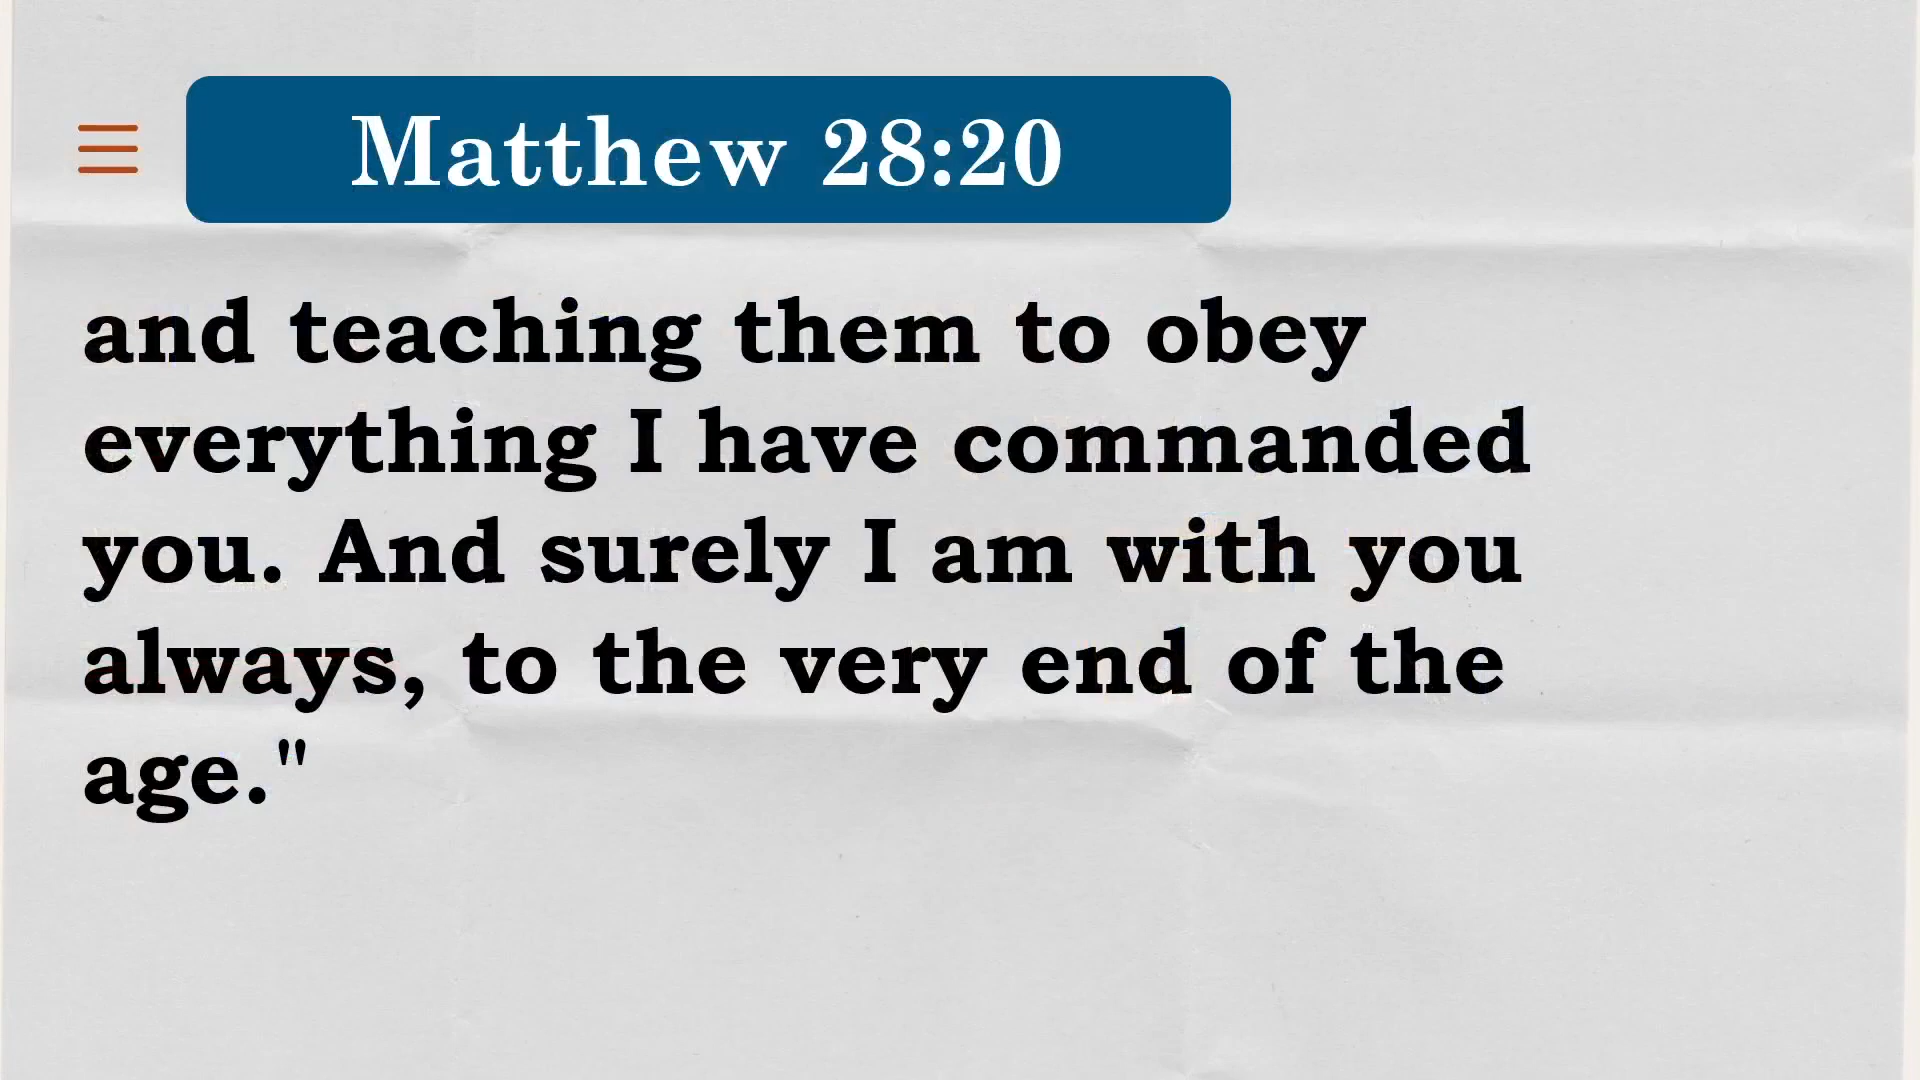 Matthew 28:20
and teaching them to obey
everything I have commanded
you. And surely I am with you
always, to the very end of the
age."